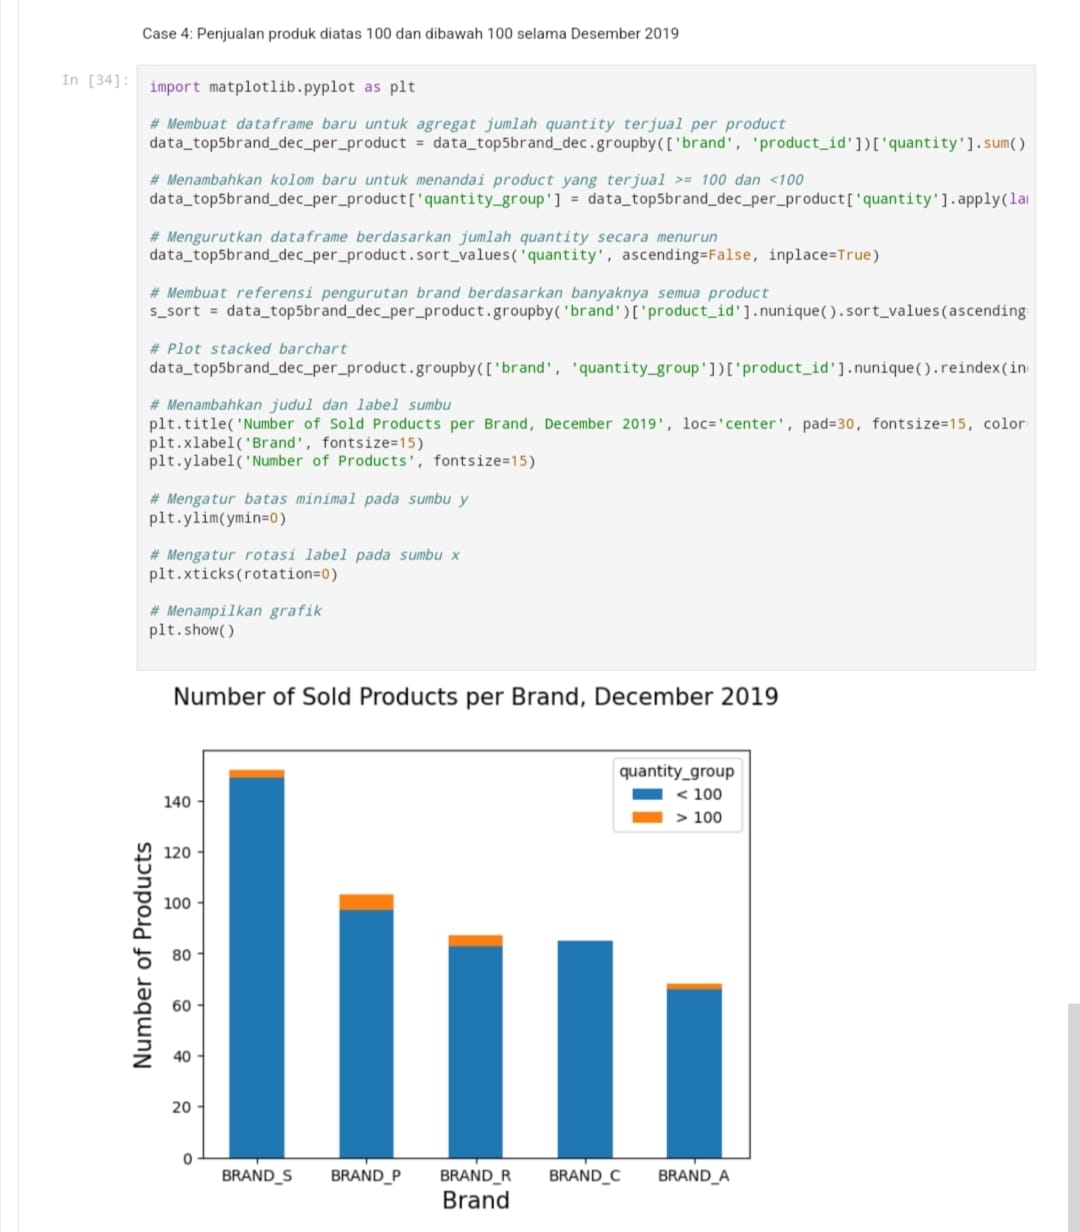 Case 4: Penjualan produk diatas 100 dan dibawah 100 selama Desember 2019
In [34]:
import matplotlib.pyplot as plt
# Membuat dataframe baru untuk agregat jumlah quantity terjual per product
data_top5brand_dec_per_product = data_top5brand_dec.groupby(['brand', 'product_id'])['quantity'].sum()
# Menambahkan kolom baru untuk menandai product yang terjual >= 100 dan <100
data_top5brand_dec_per_product['quantity_group'] = data_top5brand_dec_per_product['quantity'].apply(la
# Mengurutkan dataframe berdasarkan jumlah quantity secara menurun
data_top5brand_dec_per_product.sort_values('quantity', ascending=False, inplace=True)
# Membuat referensi pengurutan brand berdasarkan banyaknya semua product
s_sort = data_top5brand_dec_per_product.groupby('brand')['product_id'].nunique().sort_values(ascending
# Plot stacked barchart
data_top5brand_dec_per_product.groupby(['brand', 'quantity_group'])['product_id'].nunique().reindex(in
# Menambahkan judul dan label sumbu
plt.title('Number of Sold Products per Brand, December 2019', loc='center', pad=30, fontsize=15, color
plt.xlabel('Brand', fontsize=15)
plt.ylabel('Number of Products', fontsize=15)
# Mengatur batas minimal pada sumbu y
plt.ylim(ymin=0)
# Mengatur rotasi label pada sumbu x
plt.xticks(rotation=0)
# Menampilkan grafik
plt.show()
Number of Sold Products per Brand, December 2019
quantity_group
< 100
> 100
Number of Products
140
120
100
80
60
40
20
0
BRAND_S BRAND_P BRAND_R BRAND_C BRAND_A
Brand